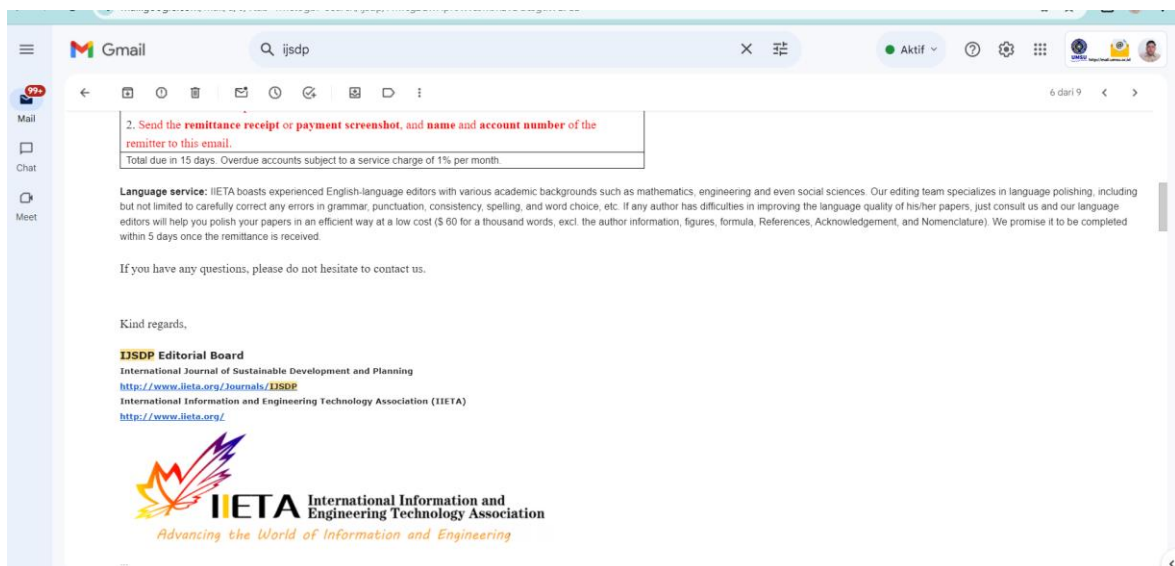 Gmail
ijsdp
Aktif
UMSU
99+
Mail
6 dari 9
Chat
Meet
2. Send the remittance receipt or payment screenshot, and name and account number of the
remitter to this email.
Total due in 15 days. Overdue accounts subject to a service charge of 1% per month.
Language service: IIETA boasts experienced English-language editors with various academic backgrounds such as mathematics, engineering and even social sciences. Our editing team specializes in language polishing, including
but not limited to carefully correct any errors in grammar, punctuation, consistency, spelling, and word choice, etc. If any author has difficulties in improving the language quality of his/her papers, just consult us and our language
editors will help you polish your papers in an efficient way at a low cost ($ 60 for a thousand words, excl. the author information, figures, formula, References, Acknowledgement, and Nomenclature). We promise it to be completed
within 5 days once the remittance is received.
If you have any questions, please do not hesitate to contact us.
Kind regards,
IJSDP Editorial Board
International Journal of Sustainable Development and Planning
http://www.iieta.org/Journals/IJSDP
International Information and Engineering Technology Association (IIETA)
http://www.iieta.org/
IIETA International Information and
Engineering Technology Association
Advancing the World of Information and Engineering